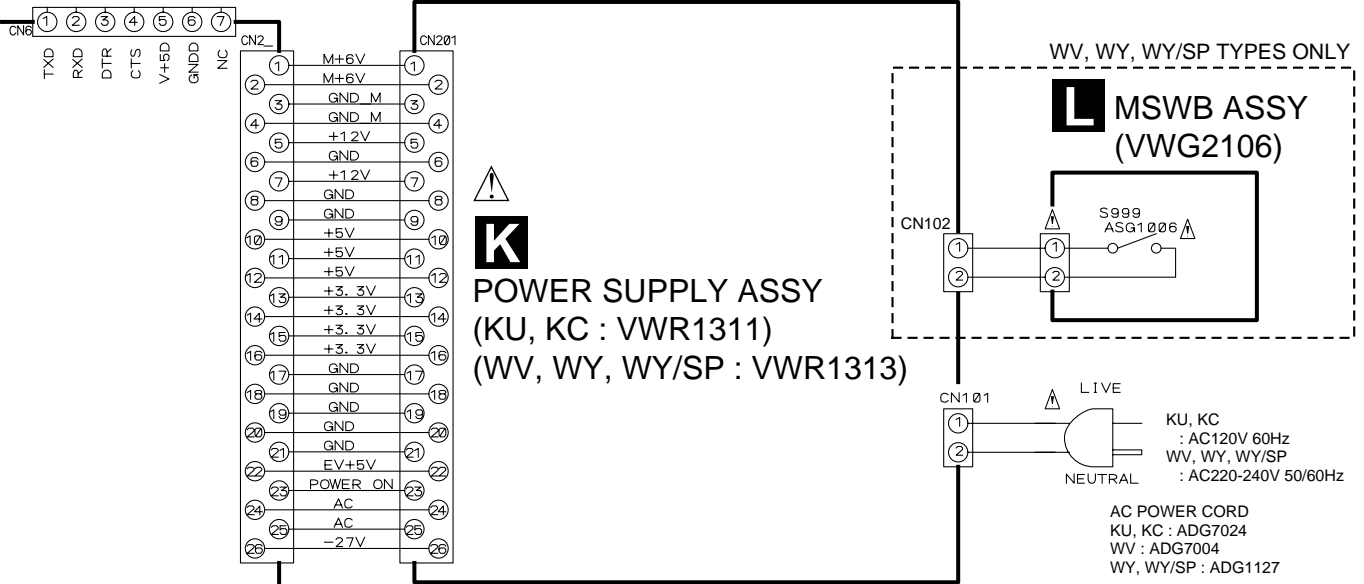 CN6 1 2 3 4 5 6 7
TXD
RXD
DTR
CTS
V+5D
GNDD
NC
CN2_
CN201
1 M+6V 1
2 M+6V 2
3 GND_M 3
4 GND_M 4
5 +12V 5
6 GND 6
7 +12V 7
8 GND 8
9 GND 9
10 +5V 10
11 +5V 11
12 +5V 12
13 +3. 3V 13
14 +3. 3V 14
15 +3. 3V 15
16 +3. 3V 16
17 GND 17
18 GND 18
19 GND 19
20 GND 20
21 GND 21
22 EV+5V 22
23 POWER ON 23
24 AC 24
25 AC 25
26 -27V 26
K
POWER SUPPLY ASSY
(KU, KC : VWR1311)
(WV, WY, WY/SP : VWR1313)
WV, WY, WY/SP TYPES ONLY
L MSWB ASSY
(VWG2106)
CN102
1
2
1
2
S999
ASG1006
CN101
1
2
LIVE
NEUTRAL
KU, KC
: AC120V 60Hz
WV, WY, WY/SP
: AC220-240V 50/60Hz
AC POWER CORD
KU, KC : ADG7024
WV : ADG7004
WY, WY/SP : ADG1127